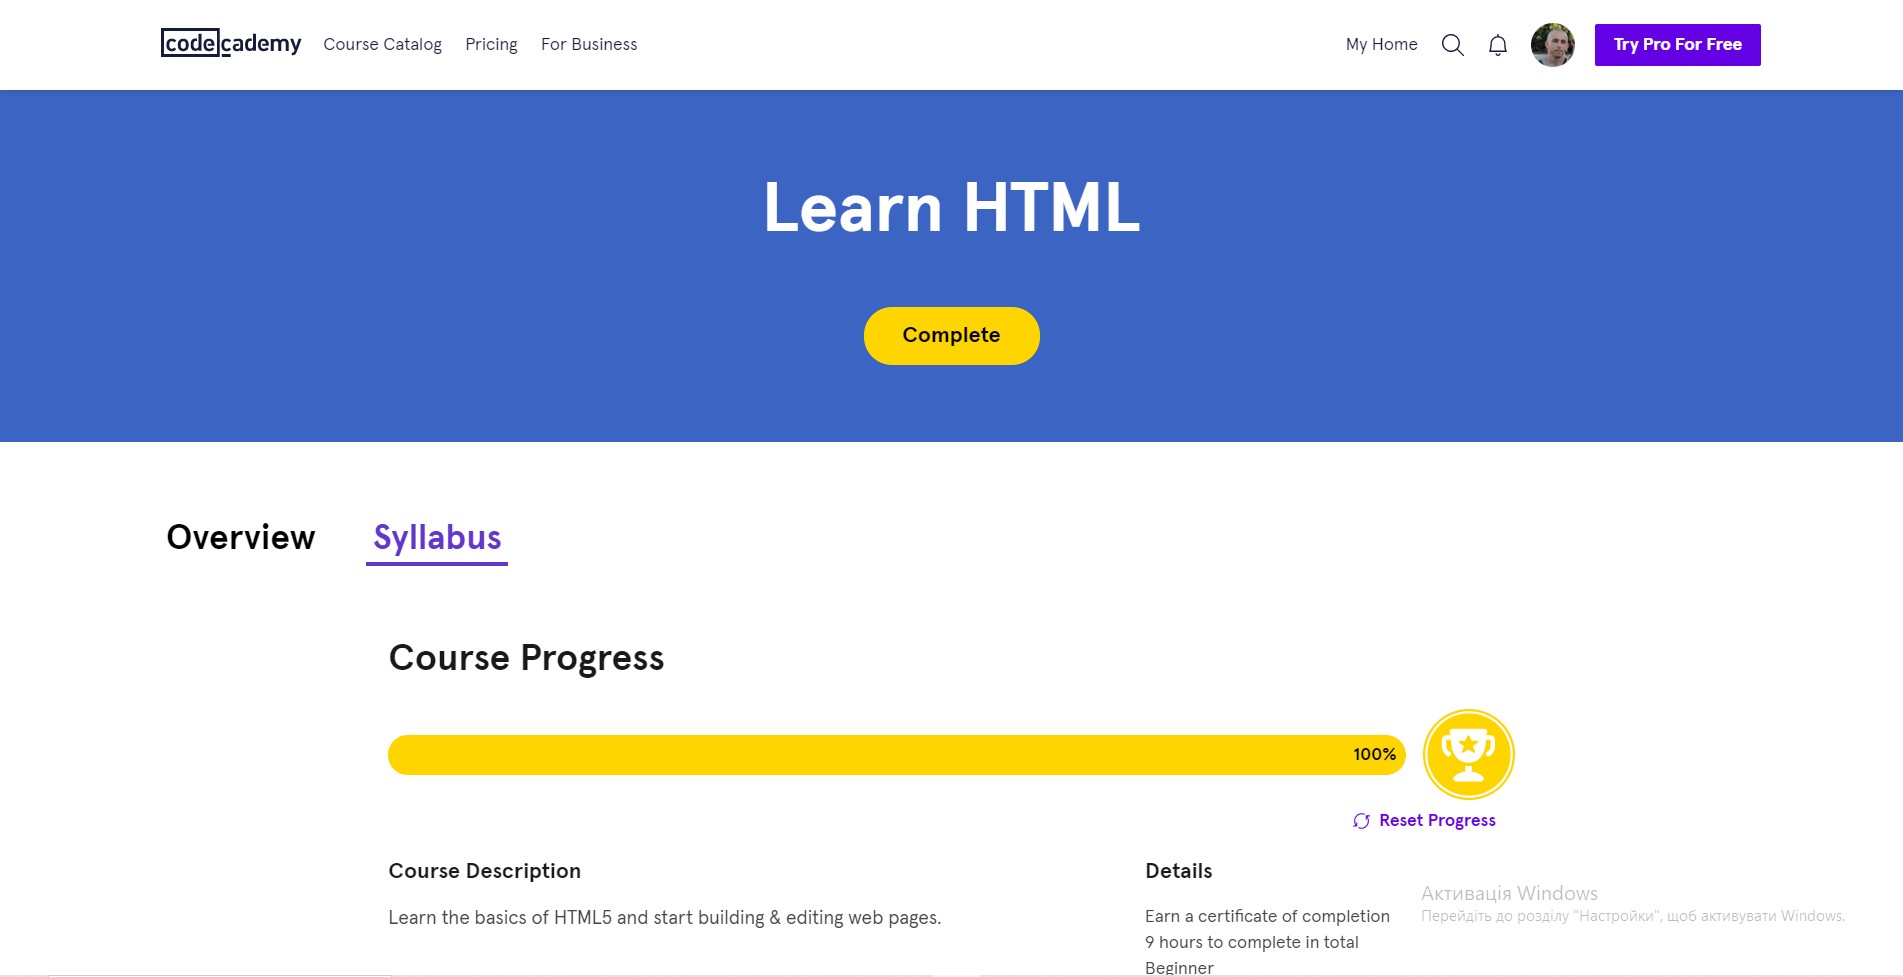 codecademy
Course Catalog
Pricing
For Business
My Home
Try Pro For Free
Learn HTML
Complete
Overview
Syllabus
Course Progress
100%
Reset Progress
Course Description
Learn the basics of HTML5 and start building & editing web pages.
Details
Earn a certificate of completion
9 hours to complete in total
Beginner
Активація Windows
Перейдіть до розділу "Настройки", щоб активувати Windows.